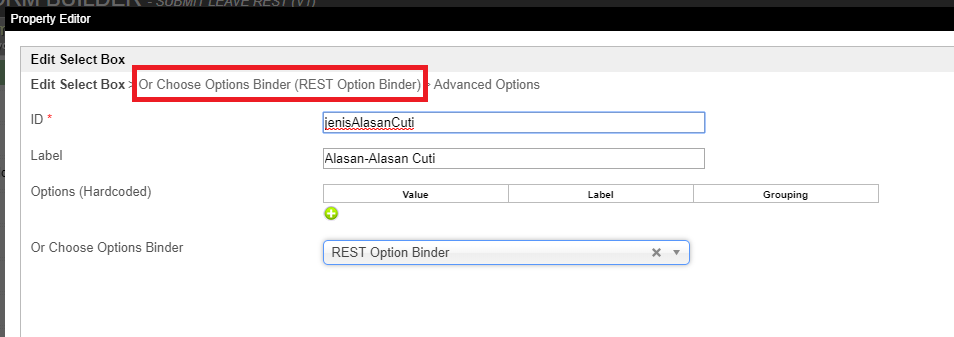 ORM BUILDER - SUBMIT LEAVE REST (V1)
Property Editor
Edit Select Box
Edit Select Box > Or Choose Options Binder (REST Option Binder) > Advanced Options
ID *
jenisAlasanCuti
Label
Alasan-Alasan Cuti
Options (Hardcoded)
Value Label Grouping
Or Choose Options Binder
REST Option Binder